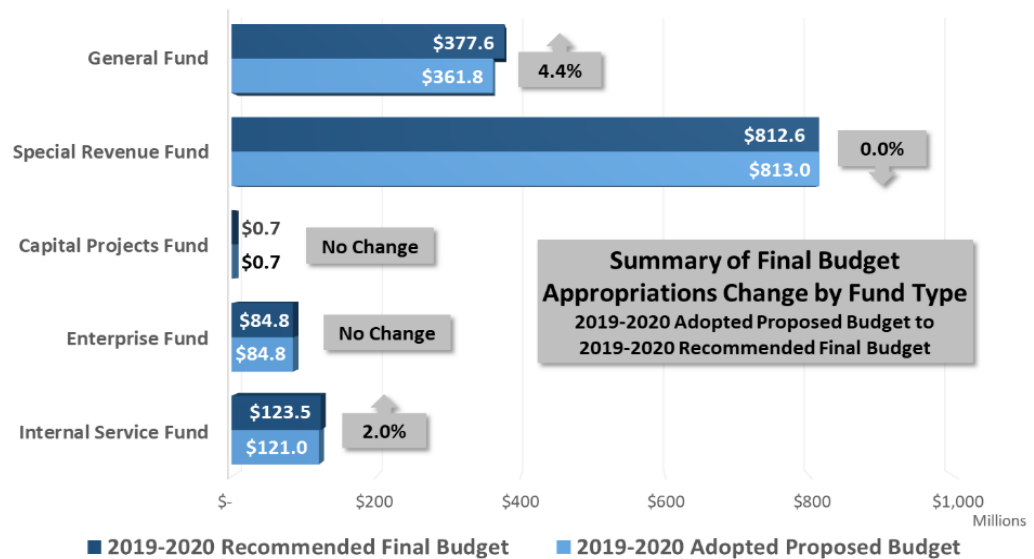 General Fund
$377.6
$361.8
4.4%
Special Revenue Fund
$812.6
$813.0
0.0%
Capital Projects Fund
$0.7
$0.7
No Change
Enterprise Fund
$84.8
$84.8
No Change
Internal Service Fund
$123.5
$121.0
2.0%
Summary of Final Budget
Appropriations Change by Fund Type
2019-2020 Adopted Proposed Budget to
2019-2020 Recommended Final Budget
$- $200 $400 $600 $800 $1,000
Millions
2019-2020 Recommended Final Budget 2019-2020 Adopted Proposed Budget